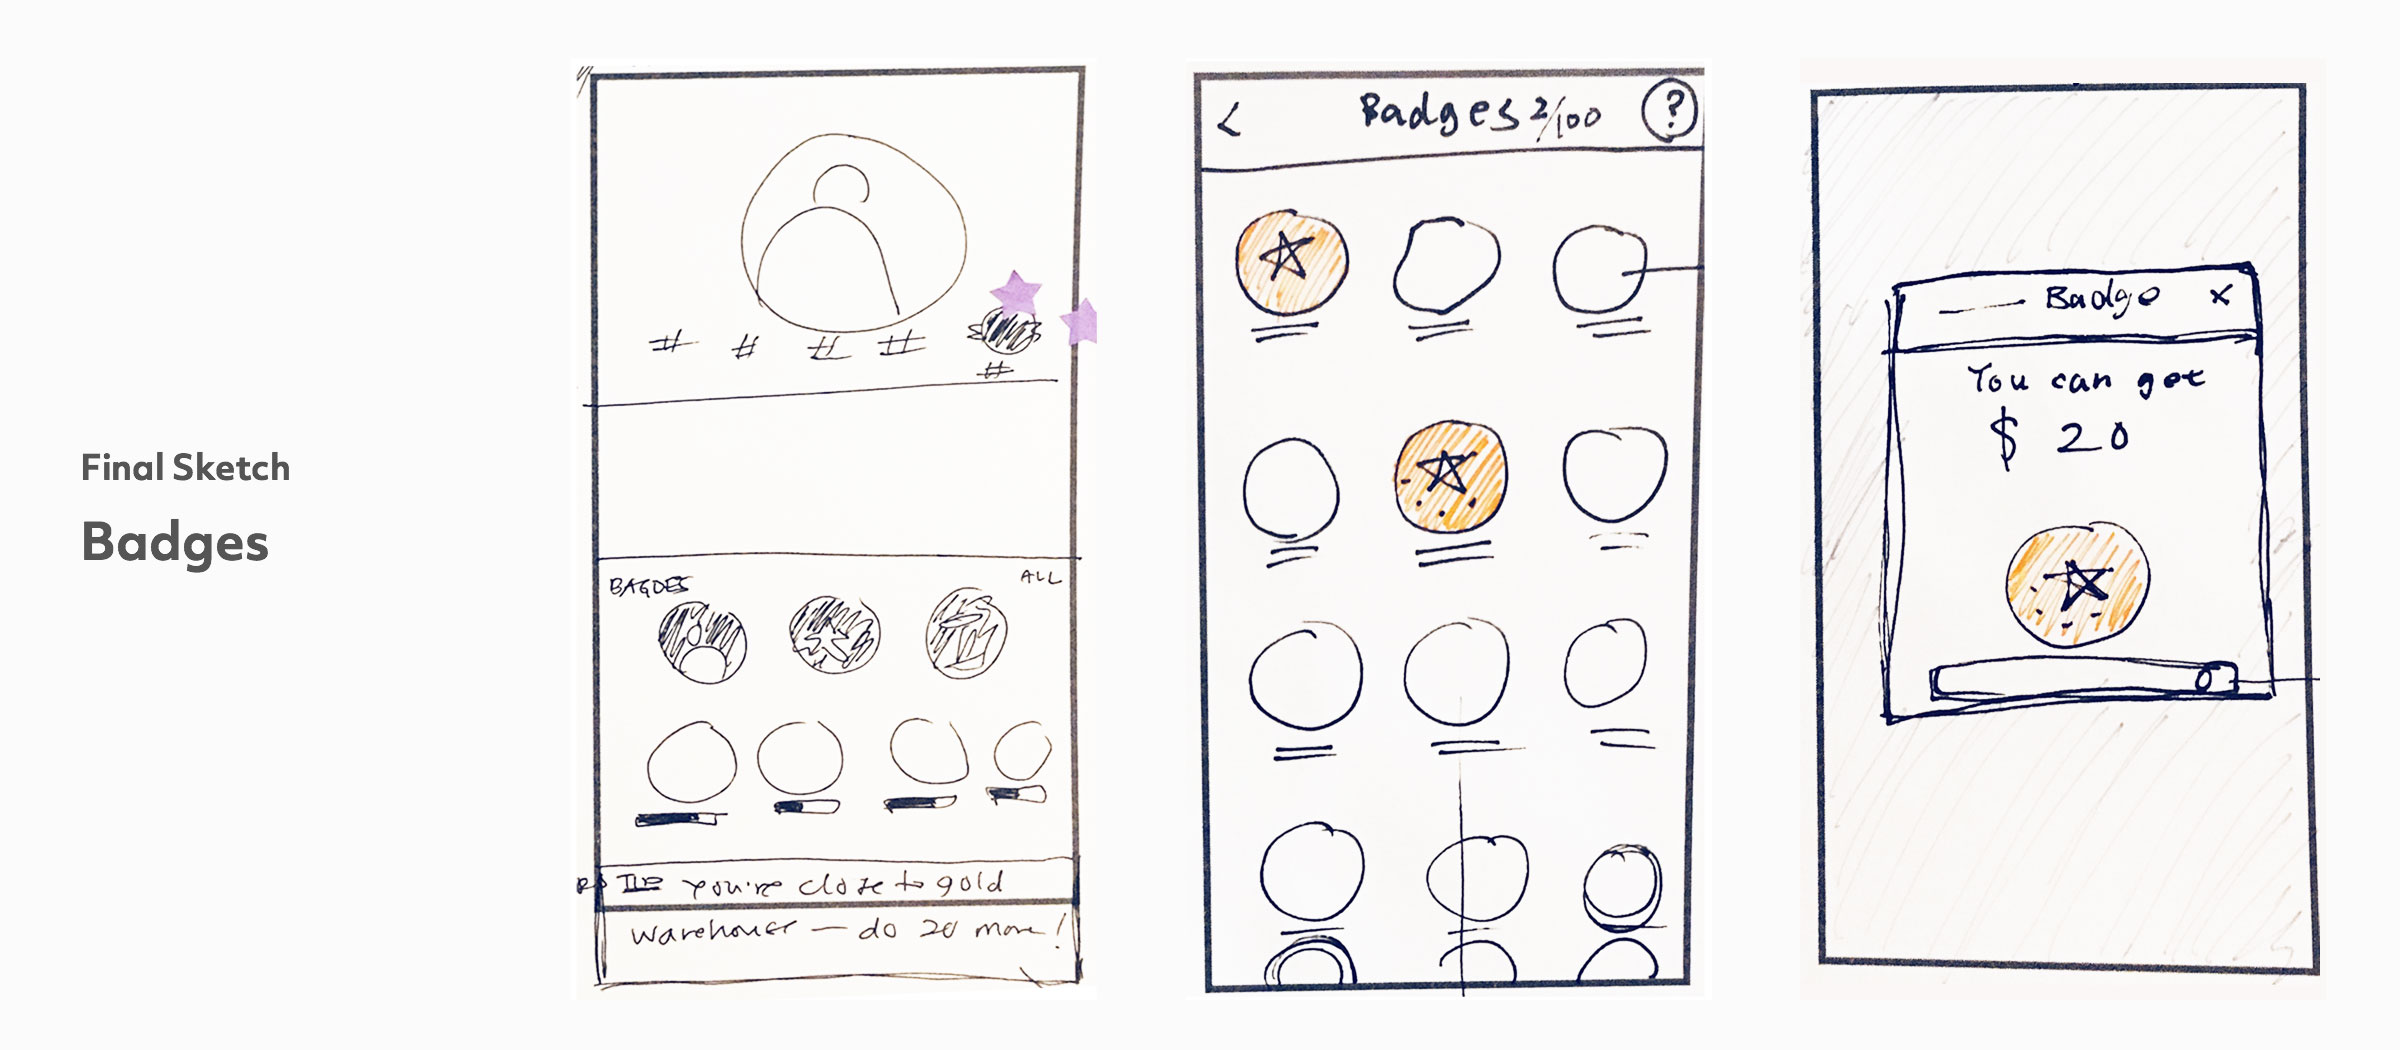 Final Sketch
Badges
# # # #
#
BAGDES ALL
you're close to gold
warehouse — do 20 more!
< Badges 2/100 ?
Badge x
You can get
$ 20